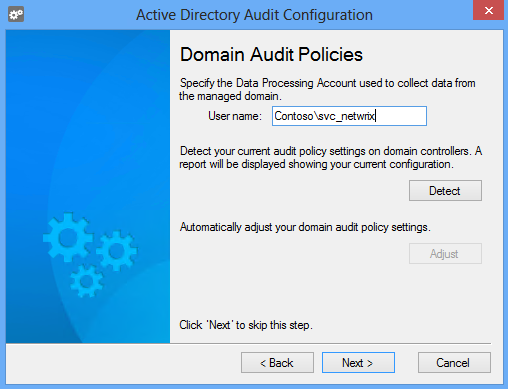 Active Directory Audit Configuration
Domain Audit Policies
Specify the Data Processing Account used to collect data from
the managed domain.
User name: Contoso\svc_netwrix
Detect your current audit policy settings on domain controllers. A
report will be displayed showing your current configuration.
Detect
Automatically adjust your domain audit policy settings.
Adjust
Click 'Next' to skip this step.
< Back Next > Cancel